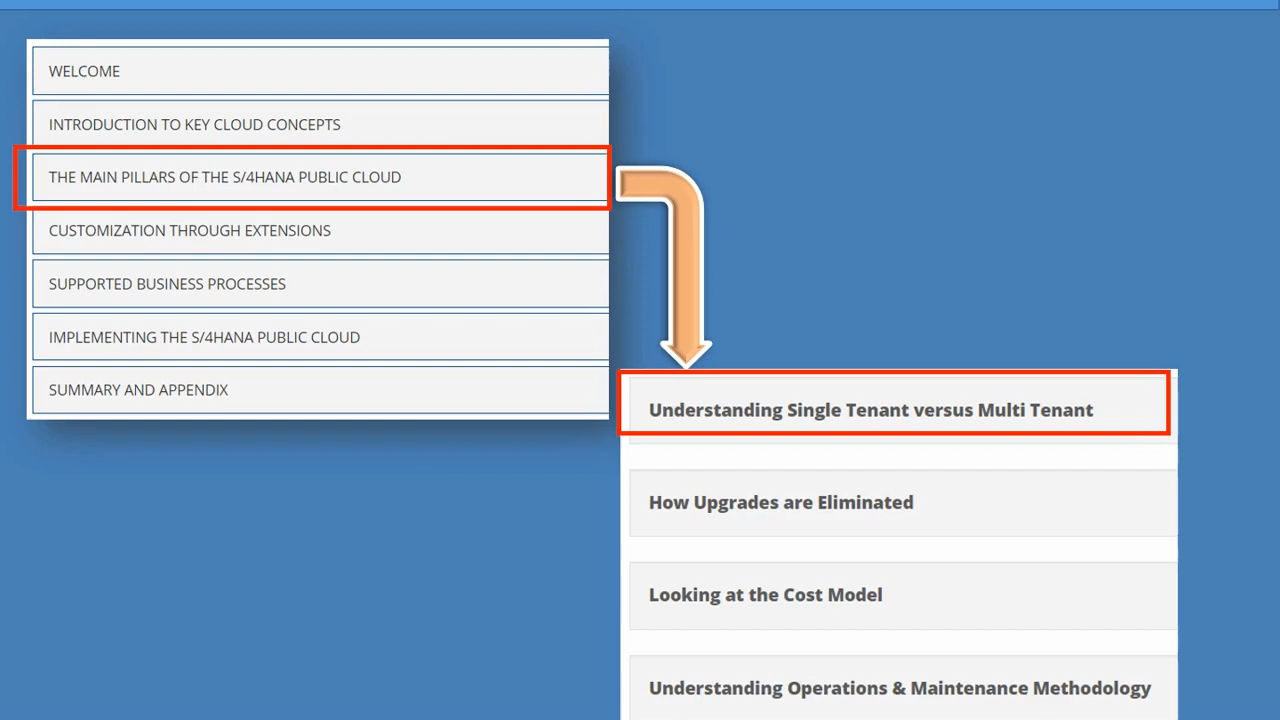 WELCOME
INTRODUCTION TO KEY CLOUD CONCEPTS
THE MAIN PILLARS OF THE S/4HANA PUBLIC CLOUD
CUSTOMIZATION THROUGH EXTENSIONS
SUPPORTED BUSINESS PROCESSES
IMPLEMENTING THE S/4HANA PUBLIC CLOUD
SUMMARY AND APPENDIX
Understanding Single Tenant versus Multi Tenant
How Upgrades are Eliminated
Looking at the Cost Model
Understanding Operations & Maintenance Methodology